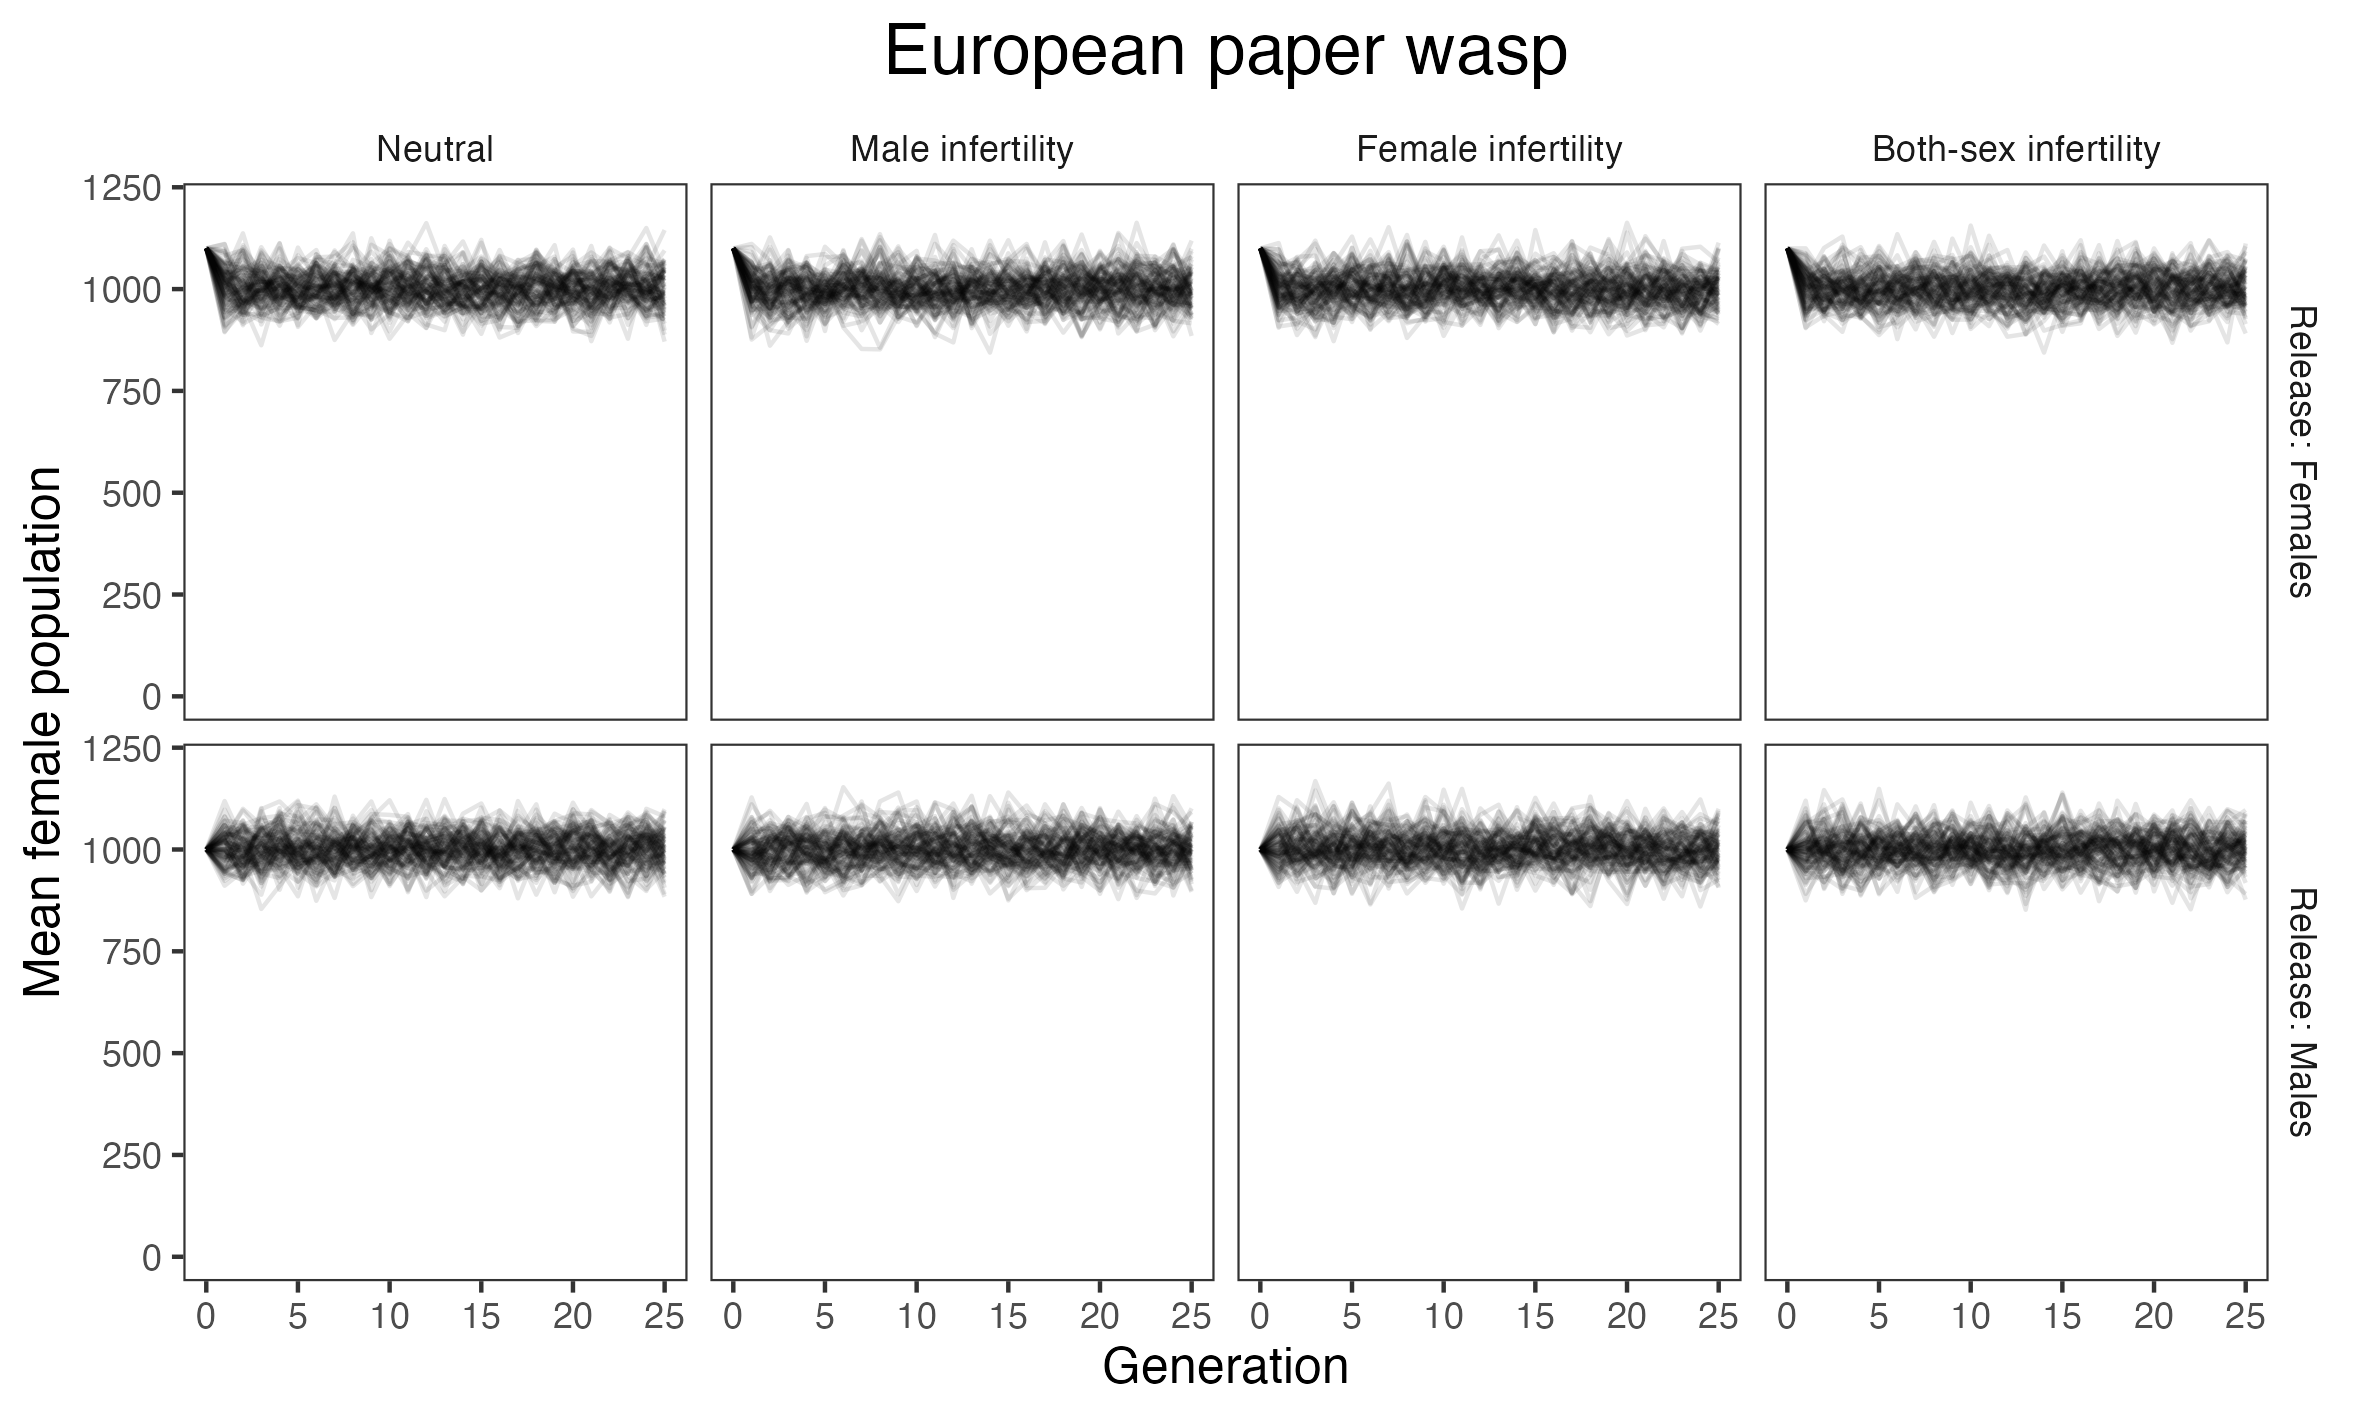 European paper wasp
Neutral
Male infertility
Female infertility
Both-sex infertility
Mean female population
1250
1000
750
500
250
0
Release: Females
1250
1000
750
500
250
0
Release: Males
0 5 10 15 20 25
0 5 10 15 20 25
0 5 10 15 20 25
0 5 10 15 20 25
Generation